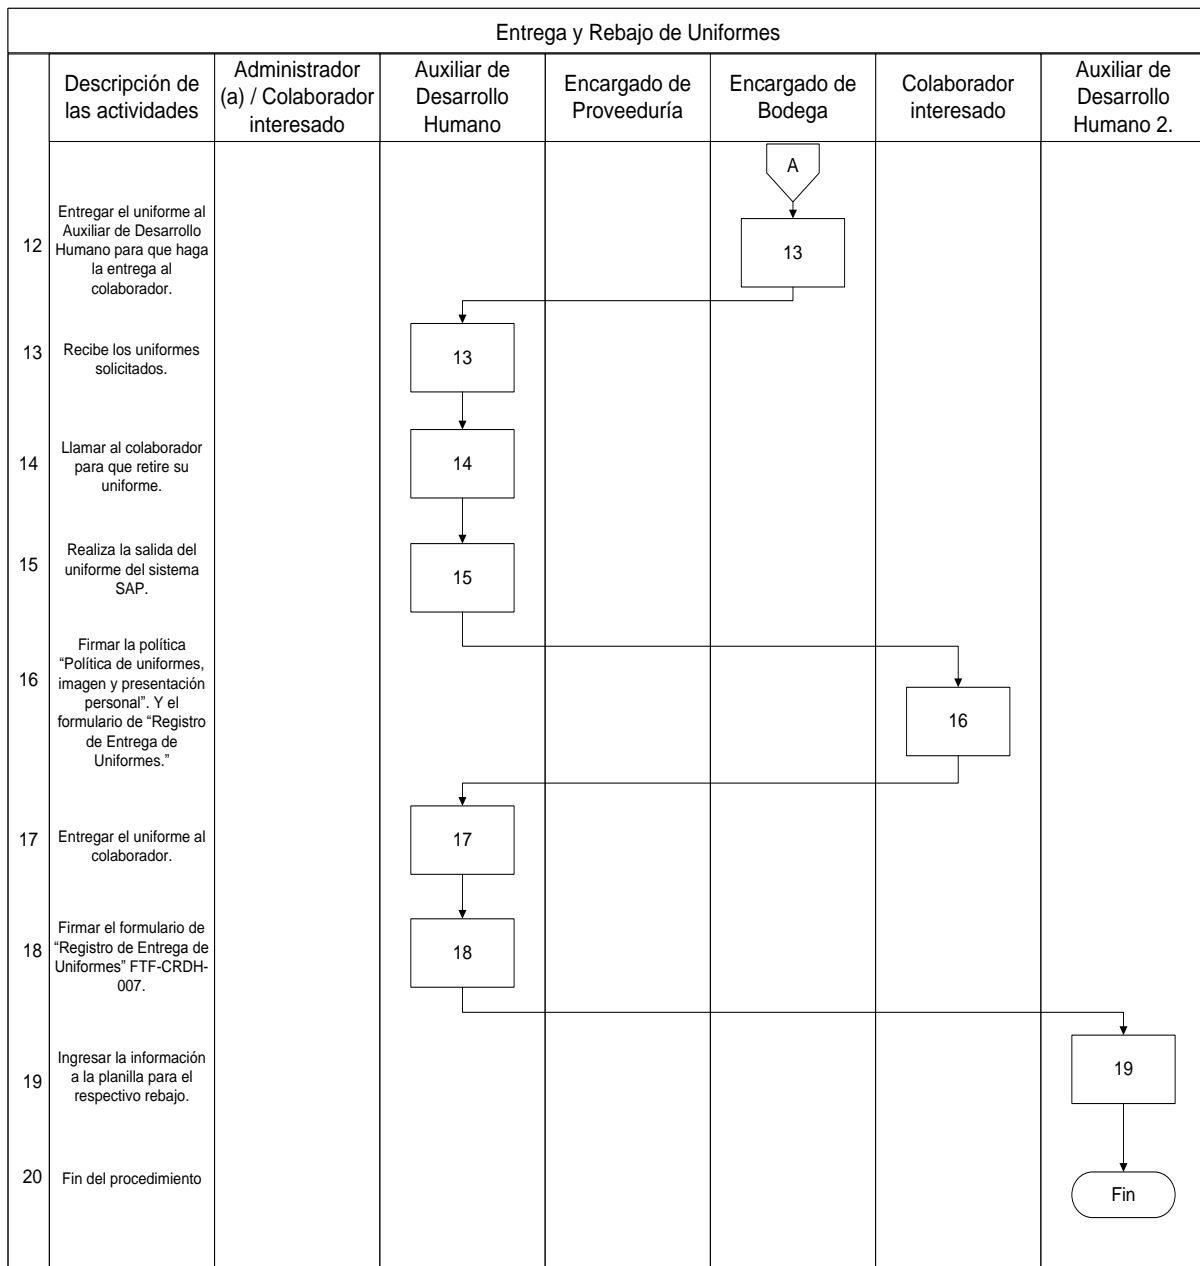 Entrega y Rebajo de Uniformes
Descripción de
las actividades
Administrador
(a) / Colaborador
interesado
Auxiliar de
Desarrollo
Humano
Encargado de
Proveeduría
Encargado de
Bodega
Colaborador
interesado
Auxiliar de
Desarrollo
Humano 2.
A
12
Entregar el uniforme al
Auxiliar de Desarrollo
Humano para que haga
la entrega al
colaborador.
13
13
Recibe los uniformes
solicitados.
13
14
Llamar al colaborador
para que retire su
uniforme.
14
15
Realiza la salida del
uniforme del sistema
SAP.
15
16
Firmar la política
“Política de uniformes,
imagen y presentación
personal”. Y el
formulario de “Registro
de Entrega de
Uniformes.”
16
17
Entregar el uniforme al
colaborador.
17
18
Firmar el formulario de
“Registro de Entrega de
Uniformes” FTF-CRDH-
007.
18
19
Ingresar la información
a la planilla para el
respectivo rebajo.
19
20
Fin del procedimiento
Fin